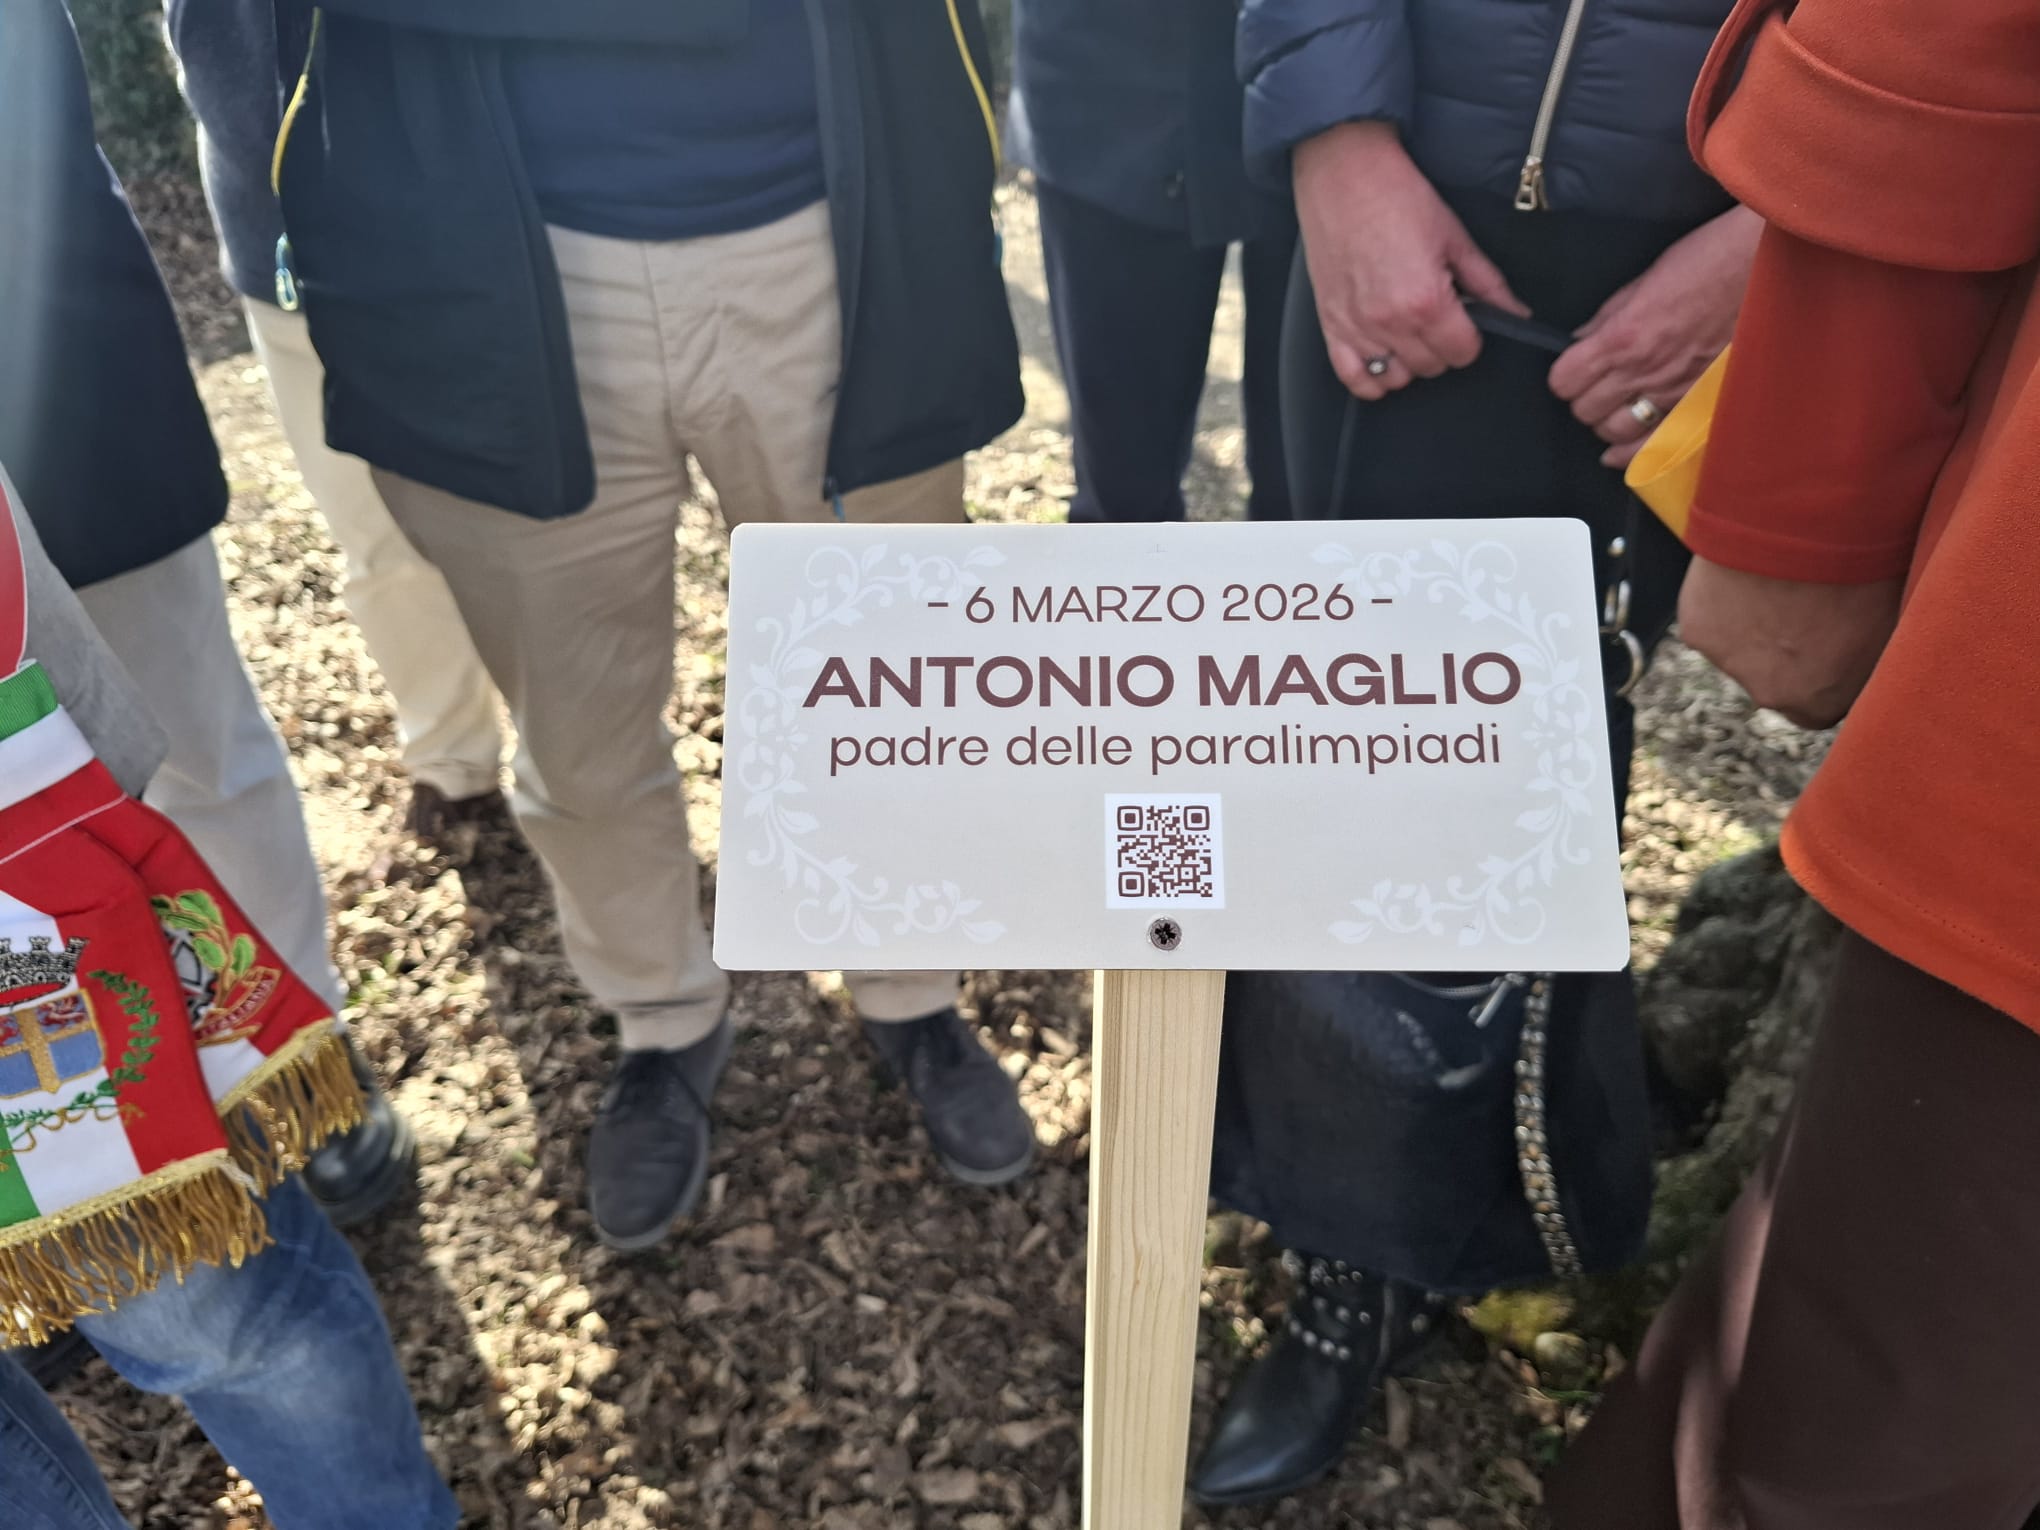 - 6 MARZO 2026 -
ANTONIO MAGLIO
padre delle paralimpiadi